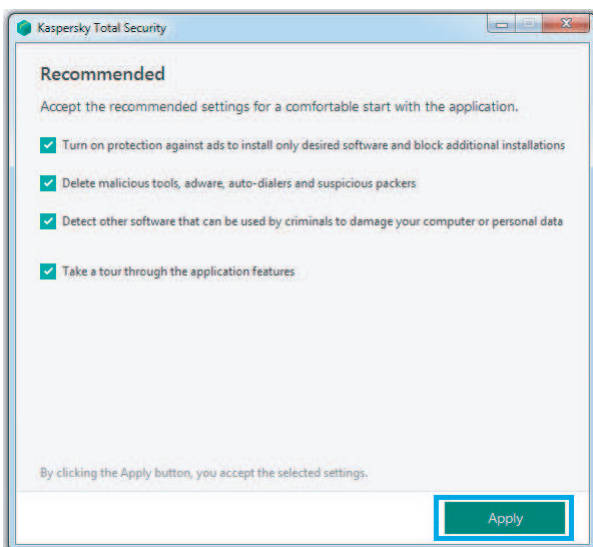 Kaspersky Total Security
Recommended
Accept the recommended settings for a comfortable start with the application.
Turn on protection against ads to install only desired software and block additional installations
Delete malicious tools, adware, auto-dialers and suspicious packers
Detect other software that can be used by criminals to damage your computer or personal data
Take a tour through the application features
By clicking the Apply button, you accept the selected settings.
Apply